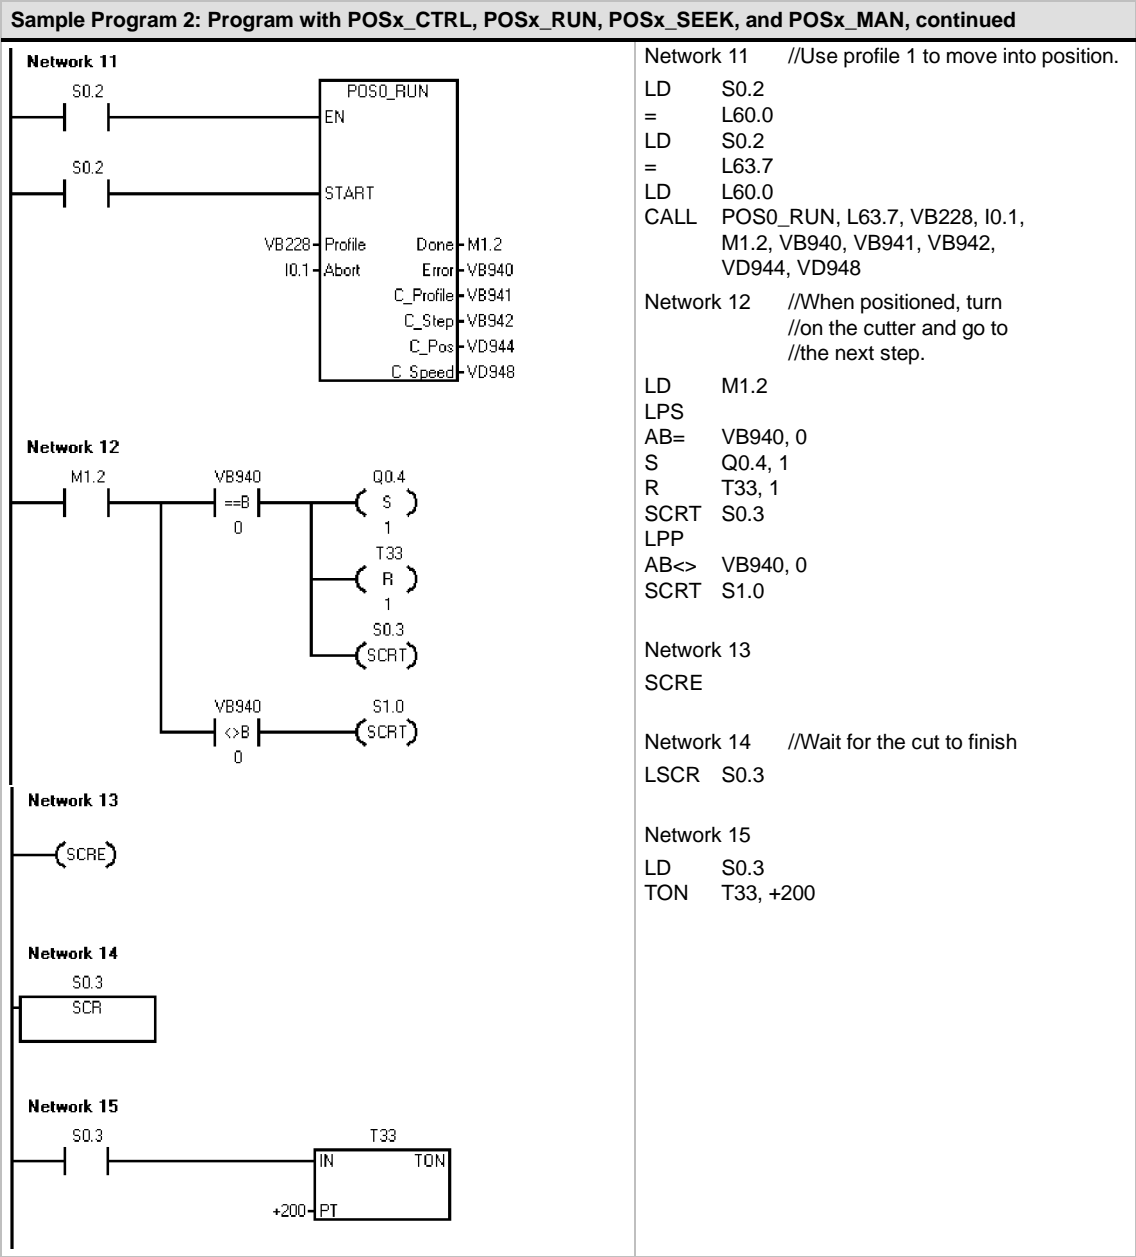 Sample Program 2: Program with POSx_CTRL, POSx_RUN, POSx_SEEK, and POSx_MAN, continued
Network 11
S0.2
POS0_RUN
EN
S0.2
START
VB228 Profile Done M1.2
I0.1 Abort Error VB940
C_Profile VB941
C_Step VB942
C_Pos VD944
C_Speed VD948
Network 12
M1.2 VB940 Q0.4
==B S
0 1
T33
R
1
S0.3
SCRT
VB940 S1.0
<>B SCRT
0
Network 13
SCRE
Network 14
S0.3
SCR
Network 15
S0.3 T33
IN TON
+200 PT
Network 11 //Use profile 1 to move into position.
LD S0.2
= L60.0
LD S0.2
= L63.7
LD L60.0
CALL POS0_RUN, L63.7, VB228, I0.1,
M1.2, VB940, VB941, VB942,
VD944, VD948
Network 12 //When positioned, turn
//on the cutter and go to
//the next step.
LD M1.2
LPS
AB= VB940, 0
S Q0.4, 1
R T33, 1
SCRT S0.3
LPP
AB<> VB940, 0
SCRT S1.0
Network 13
SCRE
Network 14 //Wait for the cut to finish
LSCR S0.3
Network 15
LD S0.3
TON T33, +200